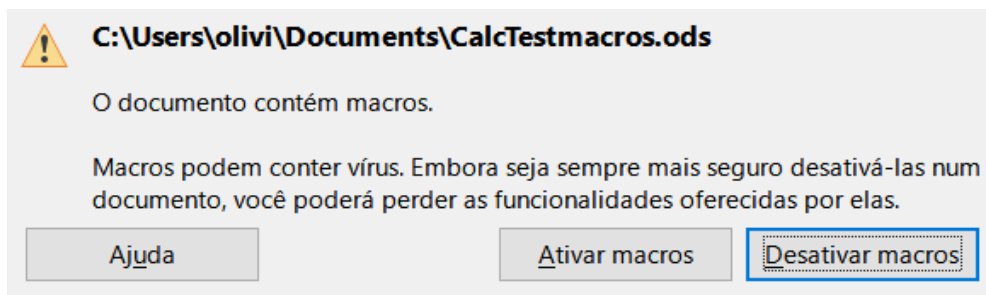 C:\Users\olivi\Documents\CalcTestmacros.ods
O documento contém macros.
Macros podem conter vírus. Embora seja sempre mais seguro desativá-las num
documento, você poderá perder as funcionalidades oferecidas por elas.
Ajuda
Ativar macros
Desativar macros